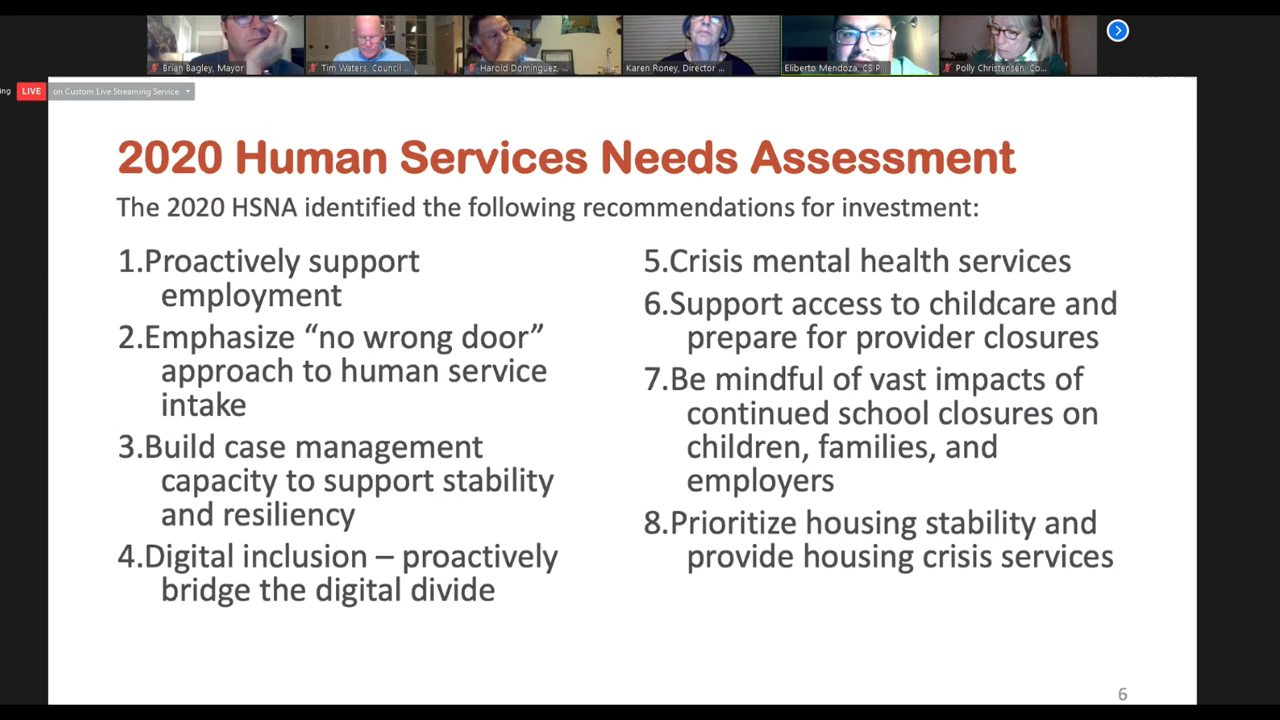 Brian Bagley, Mayor
Tim Waters, Council ...
Harold Dominguez, ...
Karen Roney, Director ...
Eliberto Mendoza, CS P...
Polly Christensen, Co...
ing
LIVE
on Custom Live Streaming Service
2020 Human Services Needs Assessment
The 2020 HSNA identified the following recommendations for investment:
1.Proactively support
employment
2.Emphasize “no wrong door”
approach to human service
intake
3.Build case management
capacity to support stability
and resiliency
4.Digital inclusion – proactively
bridge the digital divide
5.Crisis mental health services
6.Support access to childcare and
prepare for provider closures
7.Be mindful of vast impacts of
continued school closures on
children, families, and
employers
8.Prioritize housing stability and
provide housing crisis services
6